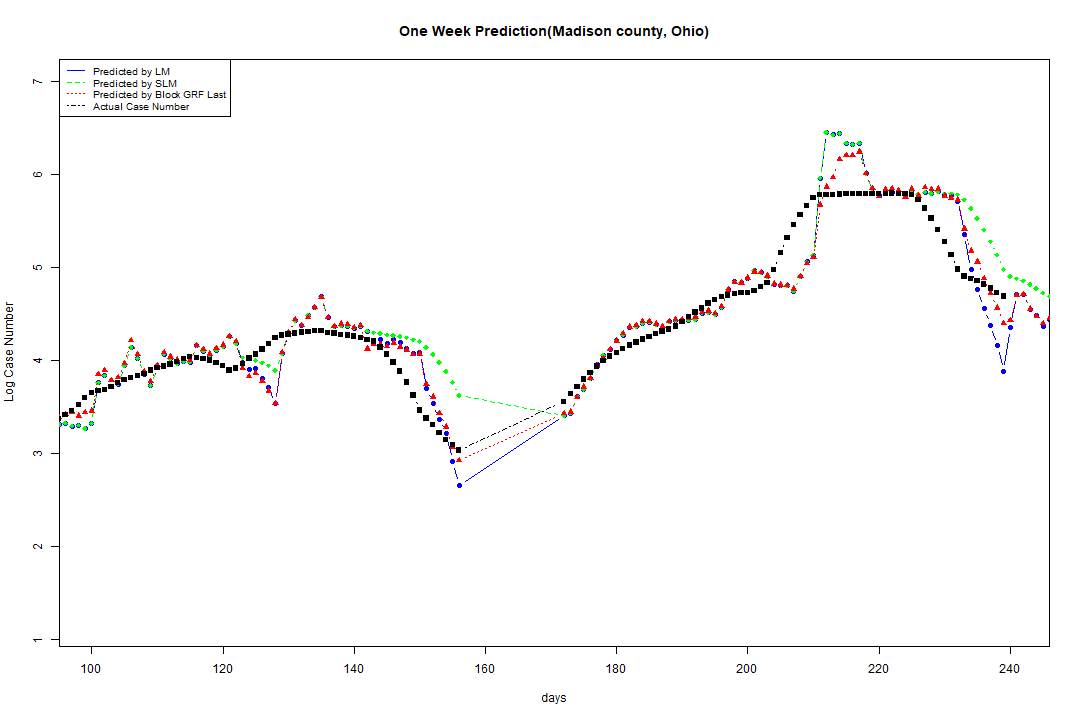 One Week Prediction(Madison county, Ohio)
Predicted by LM
Predicted by SLM
Predicted by Block GRF Last
Actual Case Number
7
6
5
4
3
2
1
Log Case Number
100 120 140 160 180 200 220 240
days